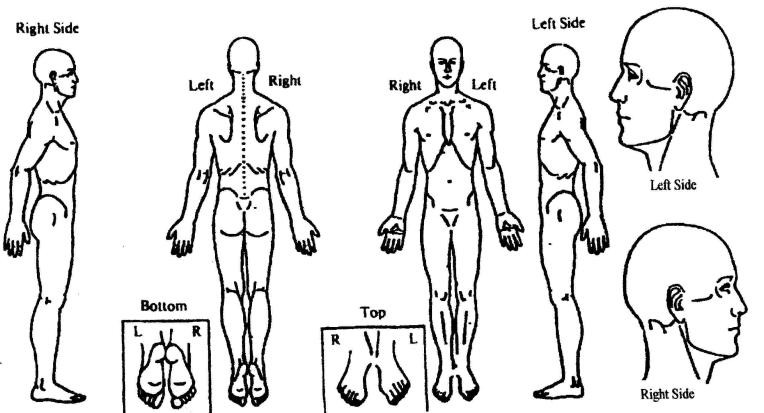 Right Side
Left Right
Right Left
Left Side
Left Side
Bottom
L R
Top
R L
Right Side